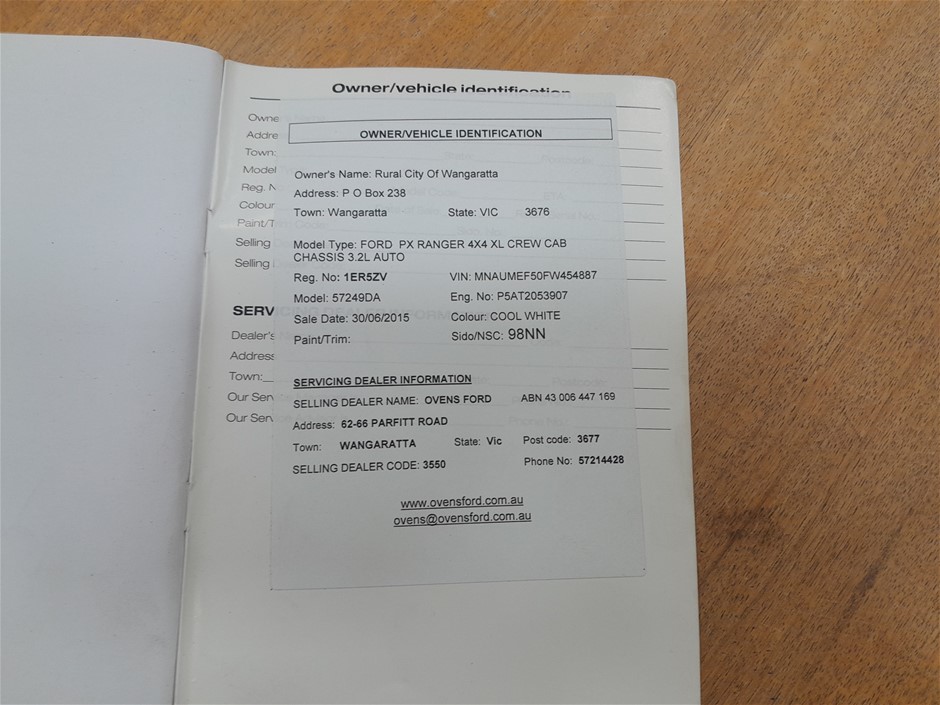 Owner/vehicle identification
OWNER/VEHICLE IDENTIFICATION
Owner's Name: Rural City Of Wangaratta
Address: P O Box 238
Town: Wangaratta State: VIC 3676
Model Type: FORD PX RANGER 4X4 XL CREW CAB
CHASSIS 3.2L AUTO
Reg. No: 1ER5ZV VIN: MNAUMEF50FW454887
Model: 57249DA Eng. No: P5AT2053907
Sale Date: 30/06/2015 Colour: COOL WHITE
Paint/Trim: Sido/NSC: 98NN
SERVICING DEALER INFORMATION
SELLING DEALER NAME: OVENS FORD ABN 43 006 447 169
Address: 62-66 PARFITT ROAD
Town: WANGARATTA State: Vic Post code: 3677
SELLING DEALER CODE: 3550 Phone No: 57214428
www.ovensford.com.au
ovens@ovensford.com.au
Owne
Addre
Town:
Model
Reg. N
Colour
Paint/T
Selling
Selling
SERV
Dealer's
Address
Town:
Our Serv
Our Serv